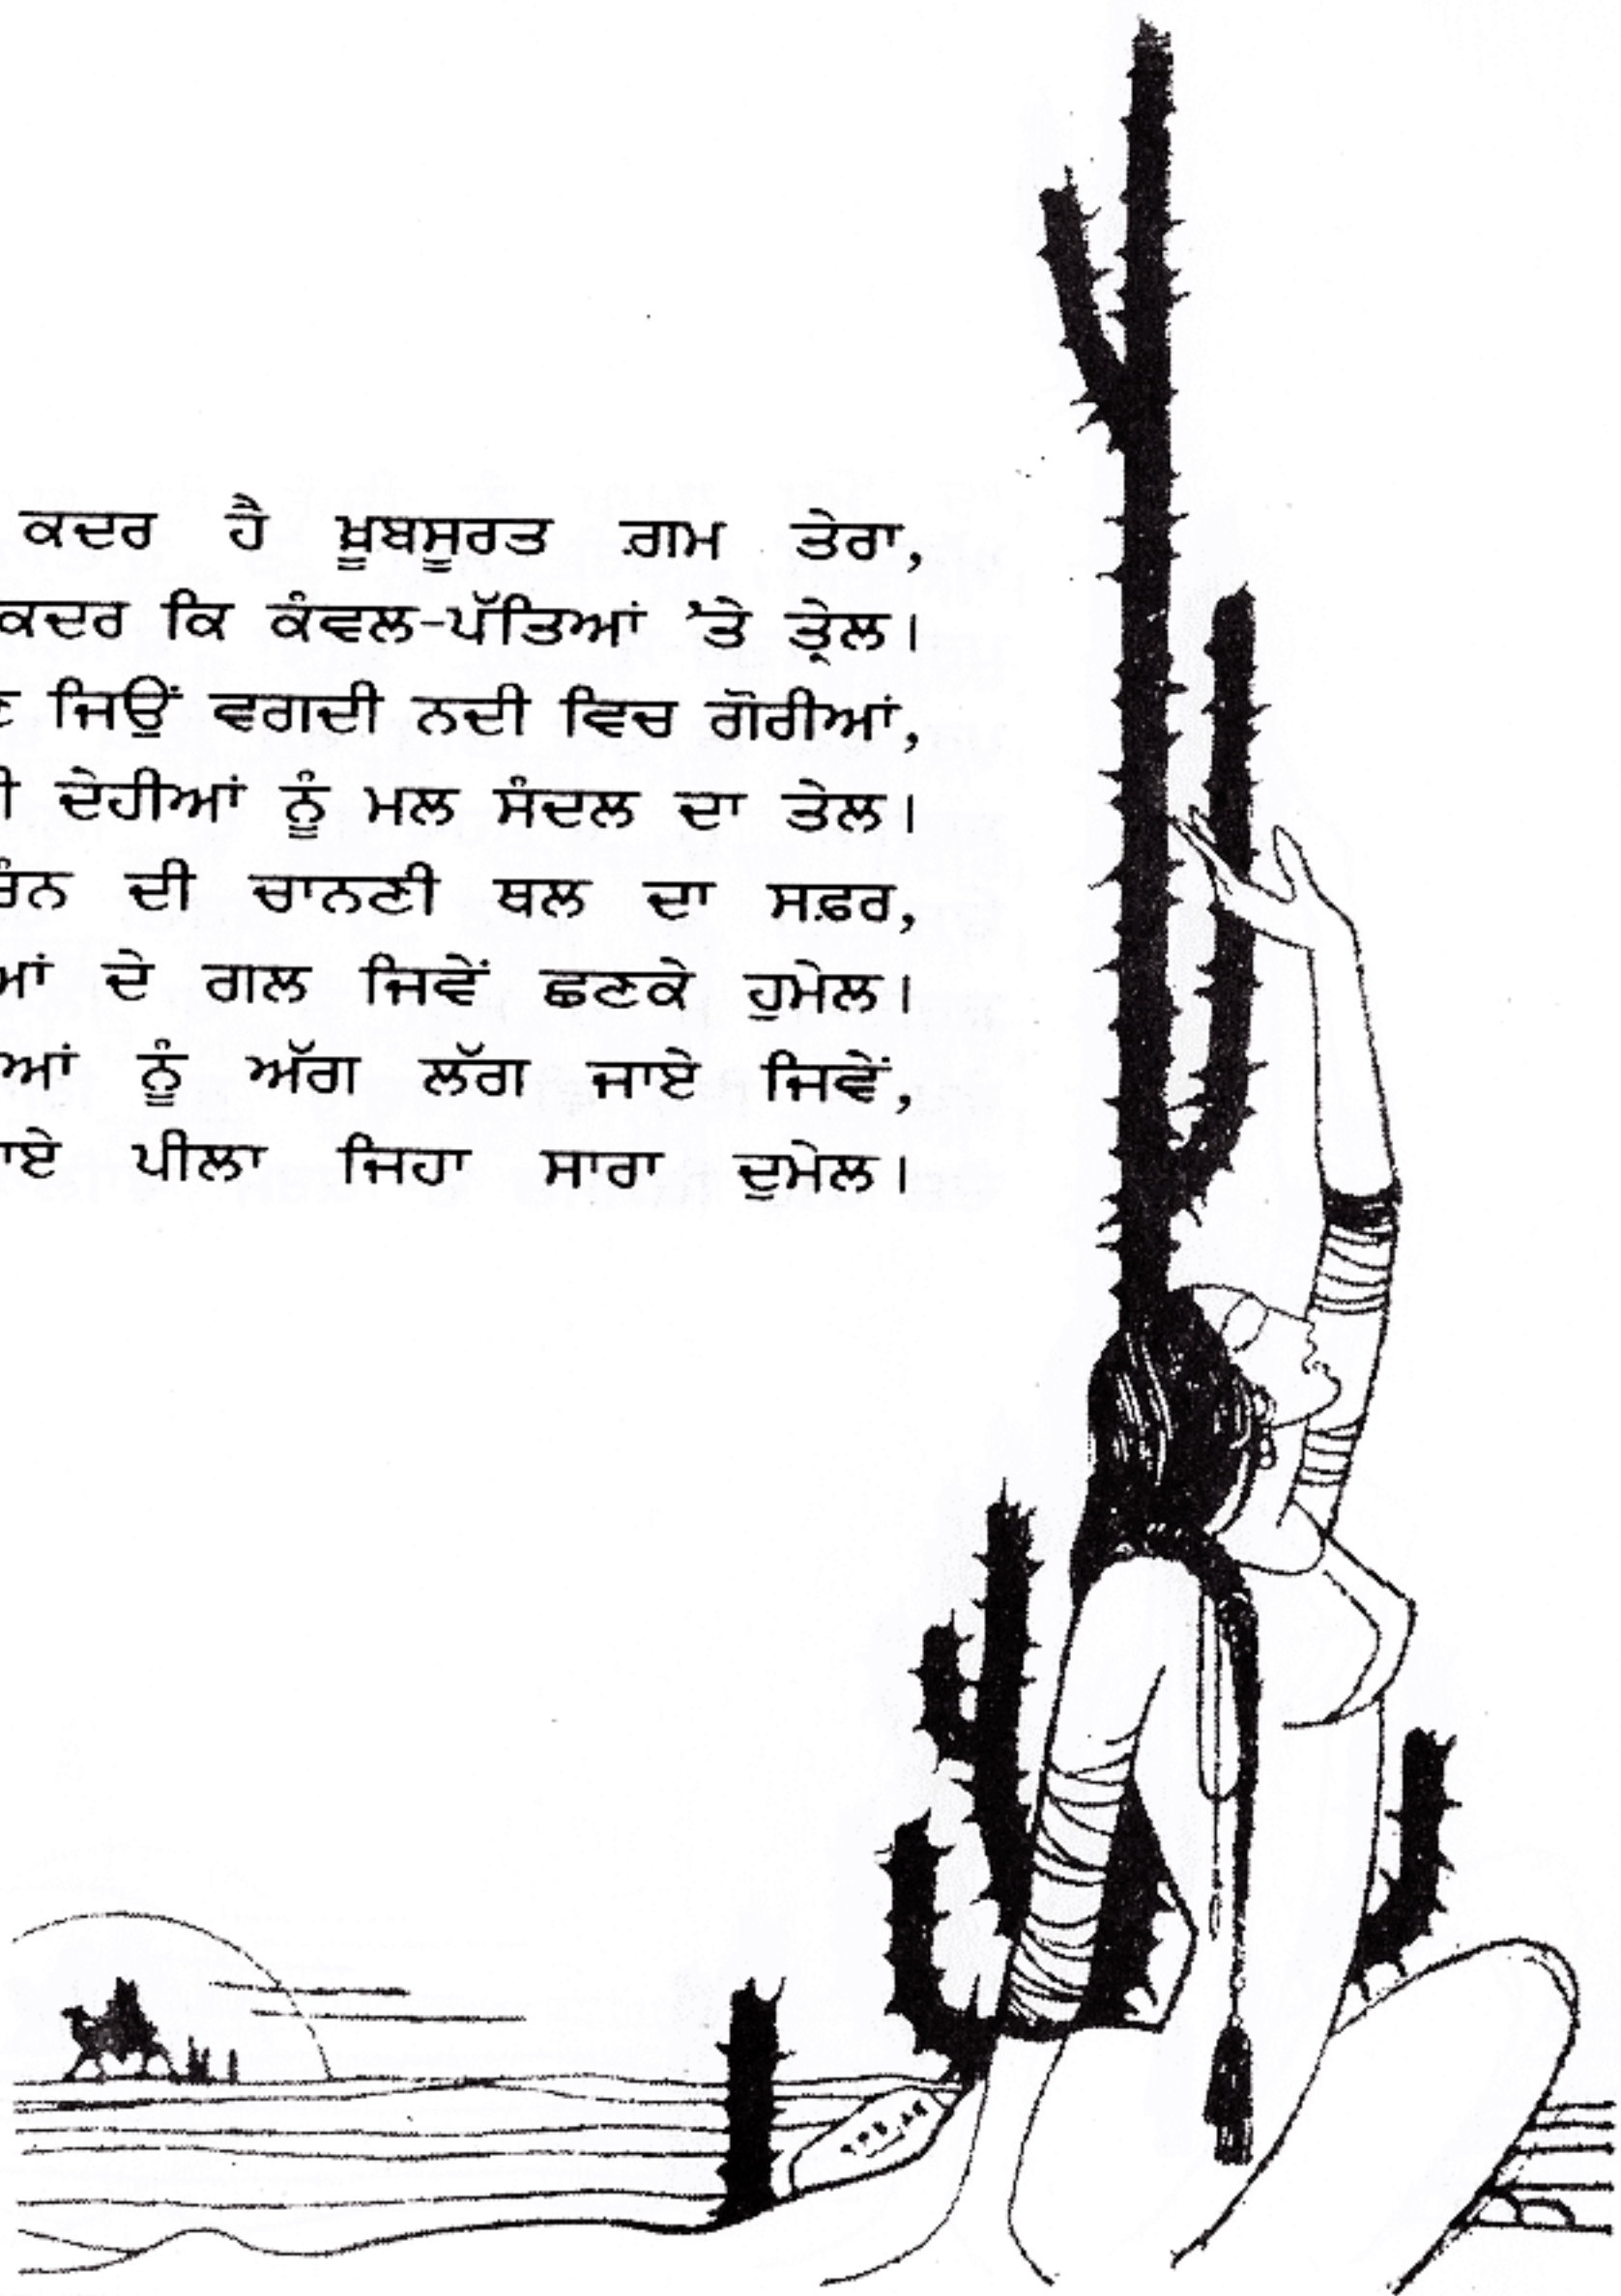 ਕਦਰ ਹੈ ਖ਼ੂਬਸੂਰਤ ਗ਼ਮ ਤੇਰਾ,
ਕਦਰ ਕਿ ਕੰਵਲ-ਪੱਤਿਆਂ 'ਤੇ ਤ੍ਰੇਲ।
ਜਿਉਂ ਵਗਦੀ ਨਦੀ ਵਿਚ ਗੋਰੀਆਂ,
ਦੇਹੀਆਂ ਨੂੰ ਮਲ ਸੰਦਲ ਦਾ ਤੇਲ।
ਦੀ ਚਾਨਣੀ ਥਲ ਦਾ ਸਫ਼ਰ,
ਦੇ ਗਲ ਜਿਵੇਂ ਛਣਕੇ ਹੁਮੇਲ।
ਨੂੰ ਅੱਗ ਲੱਗ ਜਾਏ ਜਿਵੇਂ,
ਪੀਲਾ ਜਿਹਾ ਸਾਰਾ ਦੁਮੇਲ।